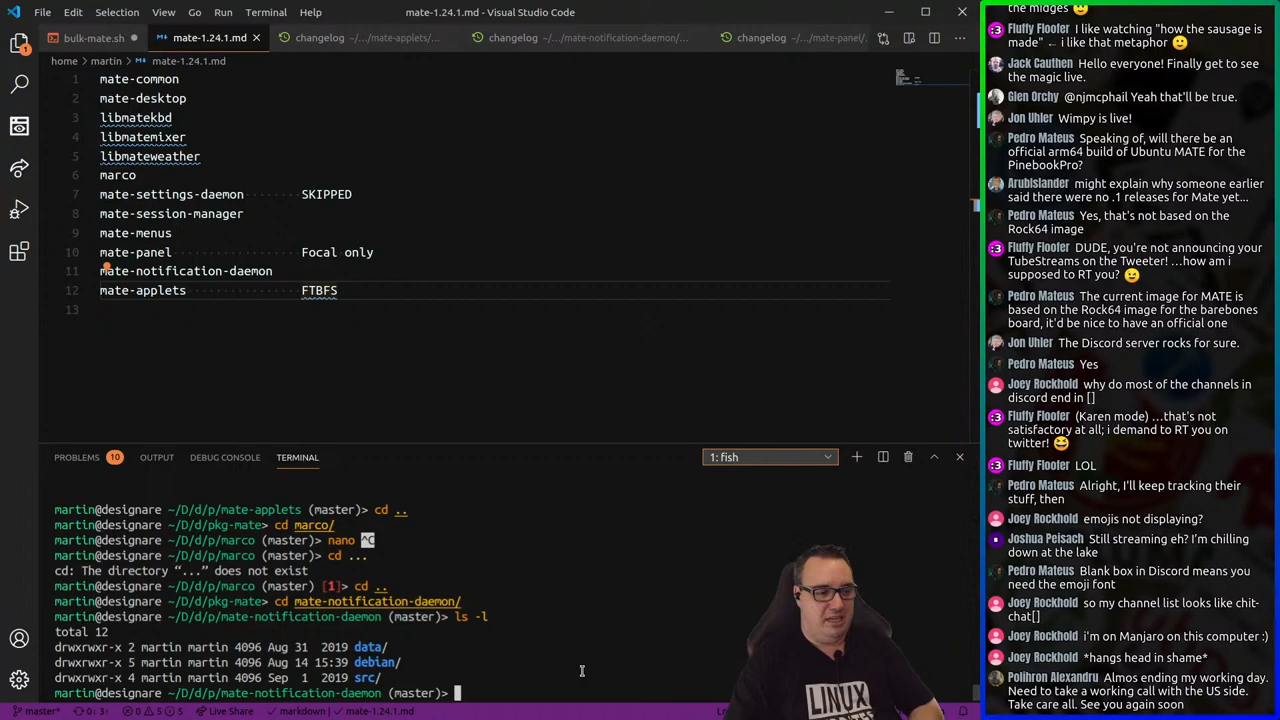 File Edit Selection View Go Run Terminal Help mate-1.24.1.md - Visual Studio Code
bulk-mate.sh mate-1.24.1.md changelog ~/.../mate-applets/... changelog ~/.../mate-notification-daemon/... changelog ~/.../mate-panel/
home > martin > mate-1.24.1.md
1 mate-common
2 mate-desktop
3 libmatekbd
4 libmatemixer
5 libmateweather
6 marco
7 mate-settings-daemon SKIPPED
8 mate-session-manager
9 mate-menus
10 mate-panel Focal only
11 mate-notification-daemon
12 mate-applets FTBFS
13
PROBLEMS 10 OUTPUT DEBUG CONSOLE TERMINAL 1: fish
martin@designare ~/D/d/p/mate-applets (master)> cd ..
martin@designare ~/D/d/pkg-mate> cd marco/
martin@designare ~/D/d/p/marco (master)> nano ^C
martin@designare ~/D/d/p/marco (master)> cd ...
cd: The directory “...” does not exist
martin@designare ~/D/d/p/marco (master) [1]> cd ..
martin@designare ~/D/d/pkg-mate> cd mate-notification-daemon/
martin@designare ~/D/d/p/mate-notification-daemon (master)> ls -l
total 12
drwxrwxr-x 2 martin martin 4096 Aug 31 2019 data/
drwxrwxr-x 5 martin martin 4096 Aug 14 15:39 debian/
drwxrwxr-x 4 martin martin 4096 Sep 1 2019 src/
martin@designare ~/D/d/p/mate-notification-daemon (master)>
master* 0↓ 3↑ 0 5 5 Live Share markdown mate-1.24.1.md
LINUX
the midges
Fluffy Floofer I like watching "how the sausage is
made" ← i like that metaphor
Jack Cauthen Hello everyone! Finally get to see
the magic live.
Glen Orchy @njmcphail Yeah that'll be true.
Jon Uhler Wimpy is live!
Pedro Mateus Speaking of, will there be an
official arm64 build of Ubuntu MATE for the
PinebookPro?
Arublslander might explain why someone earlier
said there were no .1 releases for Mate yet...
Pedro Mateus Yes, that's not based on the
Rock64 image
Fluffy Floofer DUDE, you're not announcing your
TubeStreams on the Tweeter! …how am i
supposed to RT you?
Pedro Mateus The current image for MATE is
based on the Rock64 image for the barebones
board, it'd be nice to have an official one
Jon Uhler The Discord server rocks for sure.
Pedro Mateus Yes
Joey Rockhold why do most of the channels in
discord end in []
Fluffy Floofer (Karen mode) …that's not
satisfactory at all; i demand to RT you on
twitter!
Fluffy Floofer LOL
Pedro Mateus Alright, I'll keep tracking their
stuff, then
Joey Rockhold emojis not displaying?
Joshua Peisach Still streaming eh? I'm chilling
down at the lake
Pedro Mateus Blank box in Discord means you
need the emoji font
Joey Rockhold so my channel list looks like chit-
chat[]
Joey Rockhold i'm on Manjaro on this computer :)
Joey Rockhold *hangs head in shame*
Polihron Alexandru Almos ending my working day.
Need to take a working call with the US side.
Take care all. See you again soon